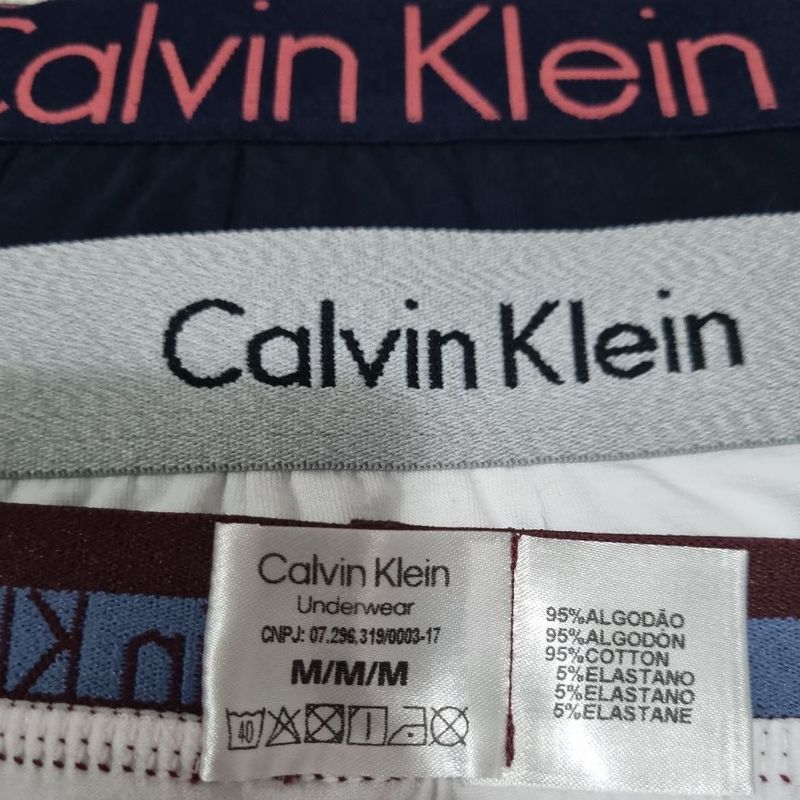 Calvin Klein
Calvin Klein
Calvin Klein
Underwear
CNPJ: 07.296.319/0003-17
M/M/M
40
95%ALGODÃO
95%ALGODÓN
95%COTTON
5%ELASTANO
5%ELASTANO
5%ELASTANE